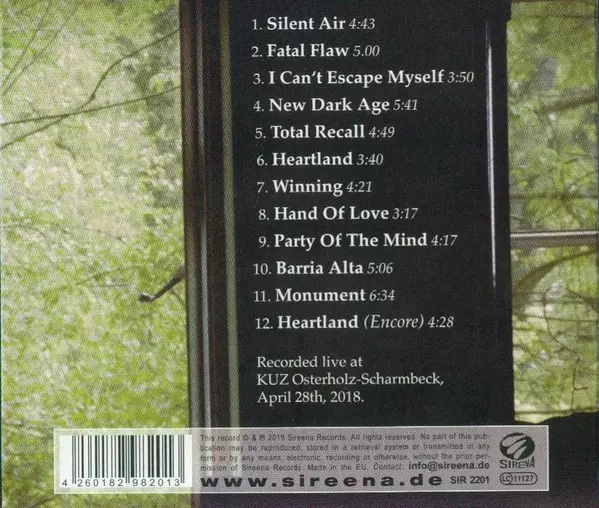 1. Silent Air 4:43
2. Fatal Flaw 5.00
3. I Can't Escape Myself 3:50
4. New Dark Age 5:41
5. Total Recall 4:49
6. Heartland 3:40
7. Winning 4:21
8. Hand Of Love 3:17
9. Party Of The Mind 4:17
10. Barria Alta 5:06
11. Monument 6:34
12. Heartland (Encore) 4:28
Recorded live at
KUZ Osterholz-Scharmbeck,
April 28th, 2018.
This record © & ℗ 2019 Sireena Records. All rights reserved. No part of this pub-
lication may be reproduced, stored in a retrieval system or transmitted in any
form or by any means, electronic, recording or otherwise, without the prior per-
mission of Sireena Records. Made in the EU. Contact: info@sireena.de
www.sireena.de SIR 2201
4 260182 982013
SIREENA
LC 11127